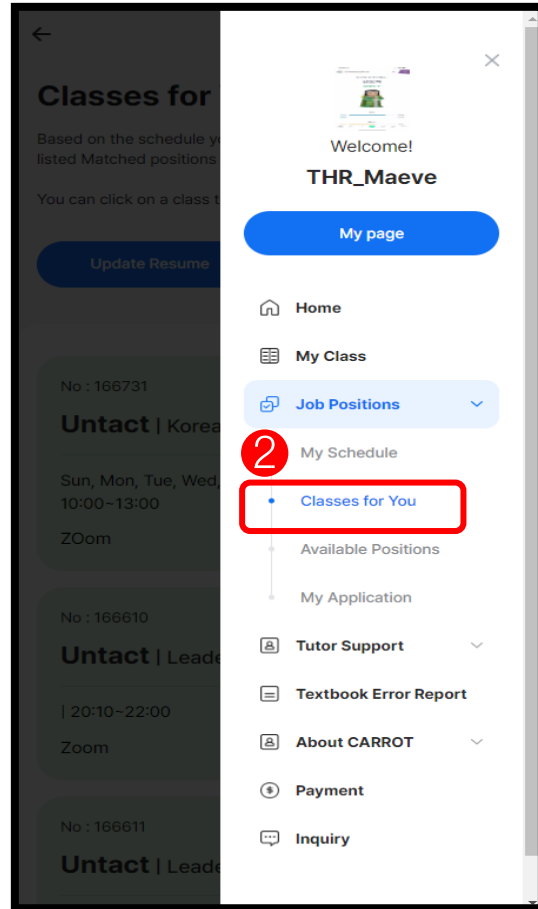 Classes for
Based on the schedule y
listed Matched positions
You can click on a class t
Update Resume
No : 166731
Untact | Korea
Sun, Mon, Tue, Wed,
10:00~13:00
ZOom
No : 166610
Untact | Leade
| 20:10~22:00
Zoom
No : 166611
Untact | Leade
Welcome!
THR_Maeve
My page
Home
My Class
Job Positions
2
My Schedule
Classes for You
Available Positions
My Application
Tutor Support
Textbook Error Report
About CARROT
Payment
Inquiry